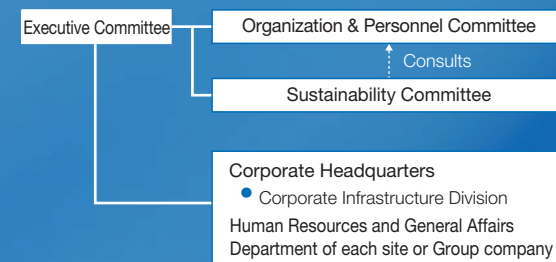 Executive Committee
Organization & Personnel Committee
Consults
Sustainability Committee
Corporate Headquarters
● Corporate Infrastructure Division
Human Resources and General Affairs
Department of each site or Group company